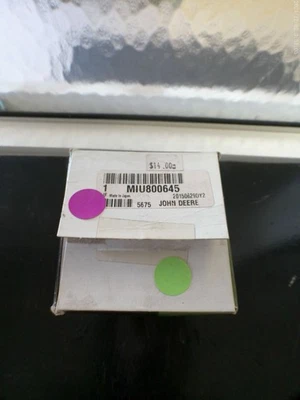 $14.00
1 MIU800645
Made in Japan
5675 JOHN DEERE